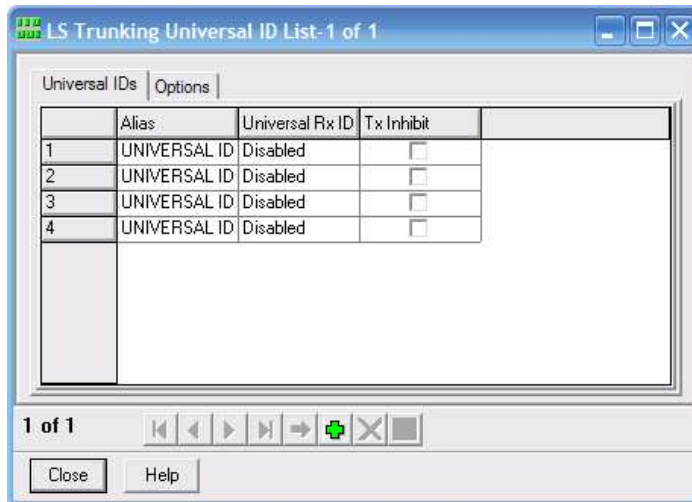 LS Trunking Universal ID List-1 of 1
Universal IDs Options
Alias Universal Rx ID Tx Inhibit
1 UNIVERSAL ID Disabled
2 UNIVERSAL ID Disabled
3 UNIVERSAL ID Disabled
4 UNIVERSAL ID Disabled
1 of 1
Close Help